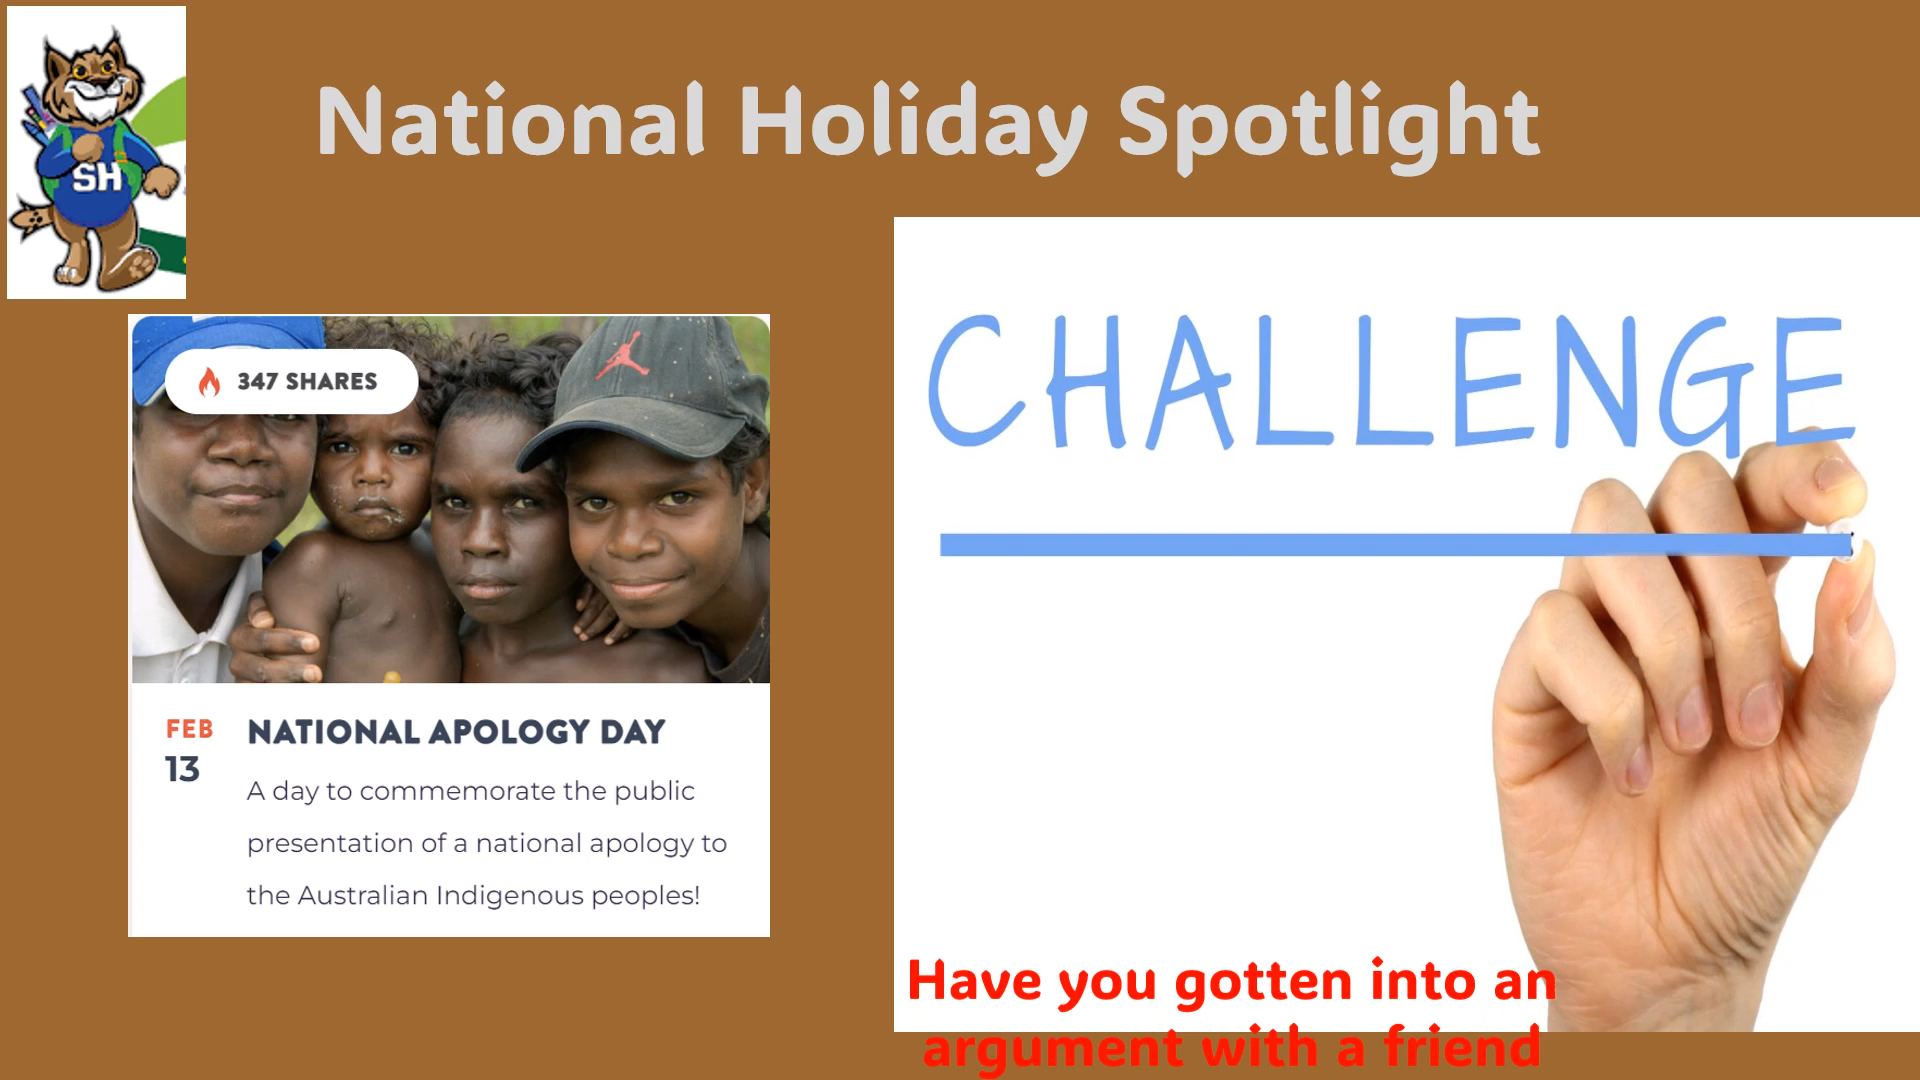 SH
National Holiday Spotlight
347 SHARES
FEB
13
NATIONAL APOLOGY DAY
A day to commemorate the public
presentation of a national apology to
the Australian Indigenous peoples!
CHALLENGE
Have you gotten into an
argument with a friend